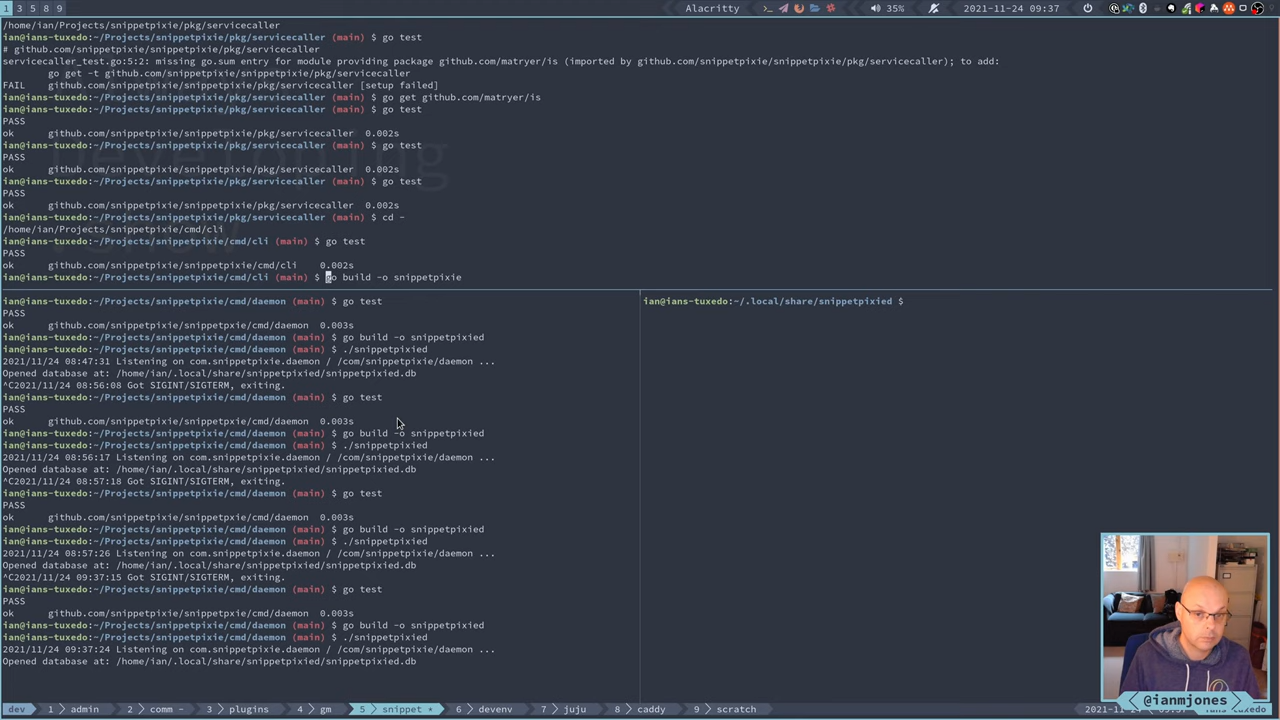 1 3 5 8 9
Alacritty
35%
2021-11-24 09:37
/home/ian/Projects/snippetpixie/pkg/servicecaller
ian@ians-tuxedo:~/Projects/snippetpixie/pkg/servicecaller (main) $ go test
# github.com/snippetpixie/snippetpixie/pkg/servicecaller
servicecaller_test.go:5:2: missing go.sum entry for module providing package github.com/matryer/is (imported by github.com/snippetpixie/snippetpixie/pkg/servicecaller); to add:
go get -t github.com/snippetpixie/snippetpixie/pkg/servicecaller
FAIL github.com/snippetpixie/snippetpixie/pkg/servicecaller [setup failed]
ian@ians-tuxedo:~/Projects/snippetpixie/pkg/servicecaller (main) $ go get github.com/matryer/is
ian@ians-tuxedo:~/Projects/snippetpixie/pkg/servicecaller (main) $ go test
PASS
ok github.com/snippetpixie/snippetpixie/pkg/servicecaller 0.002s
ian@ians-tuxedo:~/Projects/snippetpixie/pkg/servicecaller (main) $ go test
PASS
ok github.com/snippetpixie/snippetpixie/pkg/servicecaller 0.002s
ian@ians-tuxedo:~/Projects/snippetpixie/pkg/servicecaller (main) $ go test
PASS
ok github.com/snippetpixie/snippetpixie/pkg/servicecaller 0.002s
ian@ians-tuxedo:~/Projects/snippetpixie/pkg/servicecaller (main) $ cd -
/home/ian/Projects/snippetpixie/cmd/cli
ian@ians-tuxedo:~/Projects/snippetpixie/cmd/cli (main) $ go test
PASS
ok github.com/snippetpixie/snippetpixie/cmd/cli 0.002s
ian@ians-tuxedo:~/Projects/snippetpixie/cmd/cli (main) $ go build -o snippetpixie
ian@ians-tuxedo:~/Projects/snippetpixie/cmd/daemon (main) $ go test
PASS
ok github.com/snippetpixie/snippetpxie/cmd/daemon 0.003s
ian@ians-tuxedo:~/Projects/snippetpixie/cmd/daemon (main) $ go build -o snippetpixied
ian@ians-tuxedo:~/Projects/snippetpixie/cmd/daemon (main) $ ./snippetpixied
2021/11/24 08:47:31 Listening on com.snippetpixie.daemon / /com/snippetpixie/daemon ...
Opened database at: /home/ian/.local/share/snippetpixied/snippetpixied.db
^C2021/11/24 08:56:08 Got SIGINT/SIGTERM, exiting.
ian@ians-tuxedo:~/Projects/snippetpixie/cmd/daemon (main) $ go test
PASS
ok github.com/snippetpixie/snippetpxie/cmd/daemon 0.003s
ian@ians-tuxedo:~/Projects/snippetpixie/cmd/daemon (main) $ go build -o snippetpixied
ian@ians-tuxedo:~/Projects/snippetpixie/cmd/daemon (main) $ ./snippetpixied
2021/11/24 08:56:17 Listening on com.snippetpixie.daemon / /com/snippetpixie/daemon ...
Opened database at: /home/ian/.local/share/snippetpixied/snippetpixied.db
^C2021/11/24 08:57:18 Got SIGINT/SIGTERM, exiting.
ian@ians-tuxedo:~/Projects/snippetpixie/cmd/daemon (main) $ go test
PASS
ok github.com/snippetpixie/snippetpxie/cmd/daemon 0.003s
ian@ians-tuxedo:~/Projects/snippetpixie/cmd/daemon (main) $ go build -o snippetpixied
ian@ians-tuxedo:~/Projects/snippetpixie/cmd/daemon (main) $ ./snippetpixied
2021/11/24 08:57:26 Listening on com.snippetpixie.daemon / /com/snippetpixie/daemon ...
Opened database at: /home/ian/.local/share/snippetpixied/snippetpixied.db
^C2021/11/24 09:37:15 Got SIGINT/SIGTERM, exiting.
ian@ians-tuxedo:~/Projects/snippetpixie/cmd/daemon (main) $ go test
PASS
ok github.com/snippetpixie/snippetpxie/cmd/daemon 0.003s
ian@ians-tuxedo:~/Projects/snippetpixie/cmd/daemon (main) $ go build -o snippetpixied
ian@ians-tuxedo:~/Projects/snippetpixie/cmd/daemon (main) $ ./snippetpixied
2021/11/24 09:37:24 Listening on com.snippetpixie.daemon / /com/snippetpixie/daemon ...
Opened database at: /home/ian/.local/share/snippetpixied/snippetpixied.db
ian@ians-tuxedo:~/.local/share/snippetpixied $
@ianmjones
dev 1 admin 2 comm - 3 plugins 4 gm 5 snippet * 6 devenv 7 juju 8 caddy 9 scratch